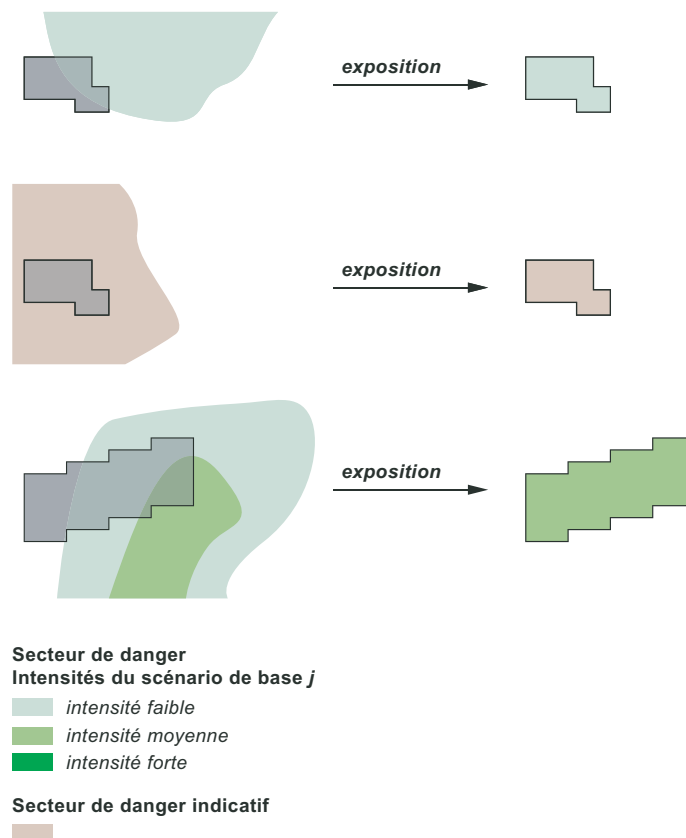 exposition
exposition
exposition
Secteur de danger
Intensités du scénario de base j
intensité faible
intensité moyenne
intensité forte
Secteur de danger indicatif